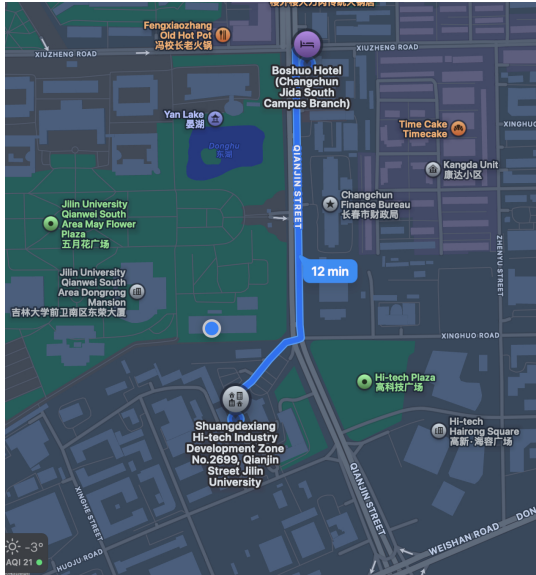 Fengxiaozhang
Old Hot Pot
冯校长老火锅
XIUZHENG ROAD
XIUZHENG ROAD
Boshuo Hotel
(Changchun
Jida South
Campus Branch)
Yan Lake
晏湖
Donghu
东湖
Time Cake
Timecake
XINGHUO
Kangda Unit
康达小区
QIANJIN STREET
Changchun
Finance Bureau
长春市财政局
Jilin University
Qianwei South
Area May Flower
Plaza
五月花广场
ZHENYU STREET
12 min
Jilin University
Qianwei South
Area Dongrong
Mansion
吉林大学前卫南区东荣大厦
XINGHUO ROAD
Hi-tech Plaza
高科技广场
Shuangdexiang
Hi-tech Industry
Development Zone
No.2699, Qianjin
Street Jilin
University
Hi-tech
Hairong Square
高新·海容广场
QIANJIN STREET
XINGHE STREET
WEISHAN ROAD
DON
HUOJU ROAD
-3°
AQI 21